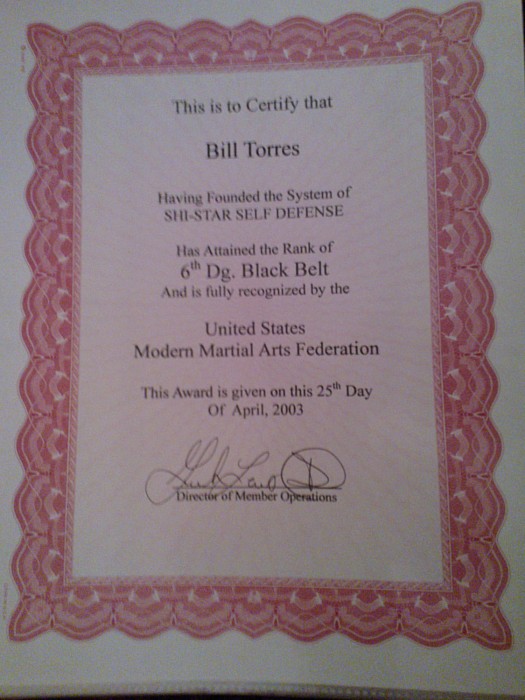 This is to Certify that
Bill Torres
Having Founded the System of
SHI-STAR SELF DEFENSE
Has Attained the Rank of
6th Dg. Black Belt
And is fully recognized by the
United States
Modern Martial Arts Federation
This Award is given on this 25th Day
Of April, 2003
Director of Member Operations